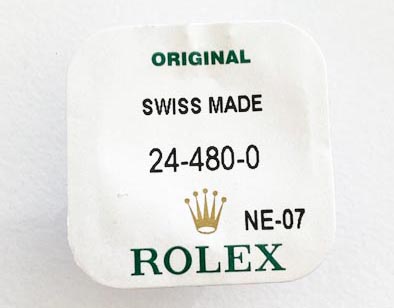 ORIGINAL
SWISS MADE
24-480-0
NE-07
ROLEX